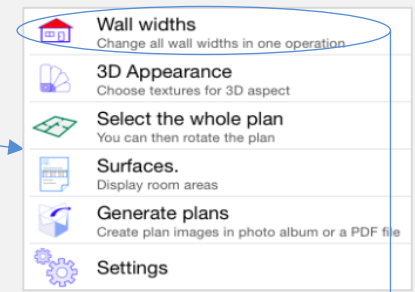 Wall widths
Change all wall widths in one operation
3D Appearance
Choose textures for 3D aspect
Select the whole plan
You can then rotate the plan
Surfaces.
Display room areas
Generate plans
Create plan images in photo album or a PDF file
Settings